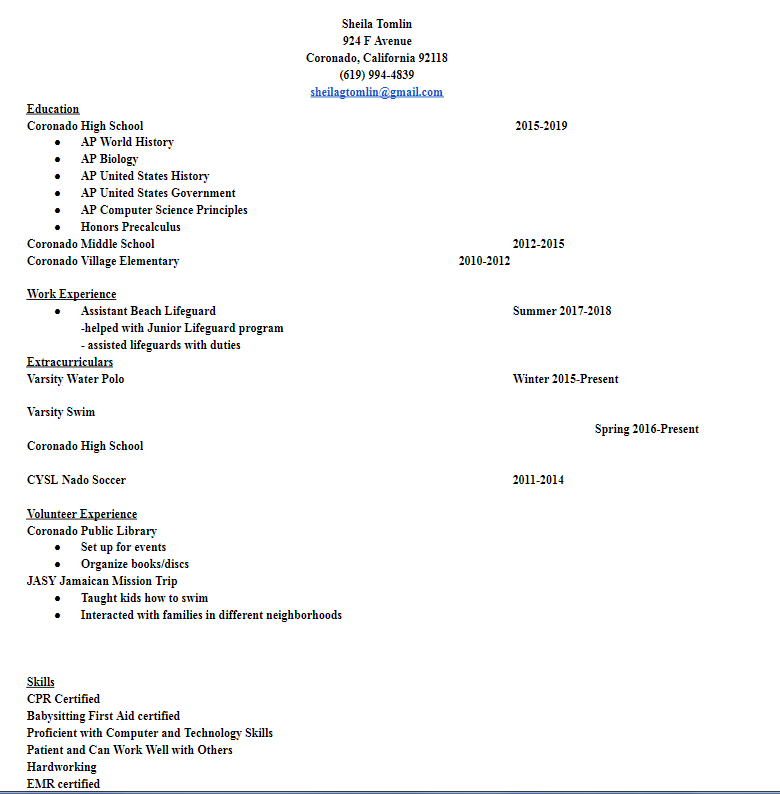 Sheila Tomlin
924 F Avenue
Coronado, California 92118
(619) 994-4839
sheilagtomlin@gmail.com
Education
Coronado High School 2015-2019
● AP World History
● AP Biology
● AP United States History
● AP United States Government
● AP Computer Science Principles
● Honors Precalculus
Coronado Middle School 2012-2015
Coronado Village Elementary 2010-2012
Work Experience
● Assistant Beach Lifeguard Summer 2017-2018
-helped with Junior Lifeguard program
- assisted lifeguards with duties
Extracurriculars
Varsity Water Polo Winter 2015-Present
Varsity Swim
Spring 2016-Present
Coronado High School
CYSL Nado Soccer 2011-2014
Volunteer Experience
Coronado Public Library
● Set up for events
● Organize books/discs
JASY Jamaican Mission Trip
● Taught kids how to swim
● Interacted with families in different neighborhoods
Skills
CPR Certified
Babysitting First Aid certified
Proficient with Computer and Technology Skills
Patient and Can Work Well with Others
Hardworking
EMR certified